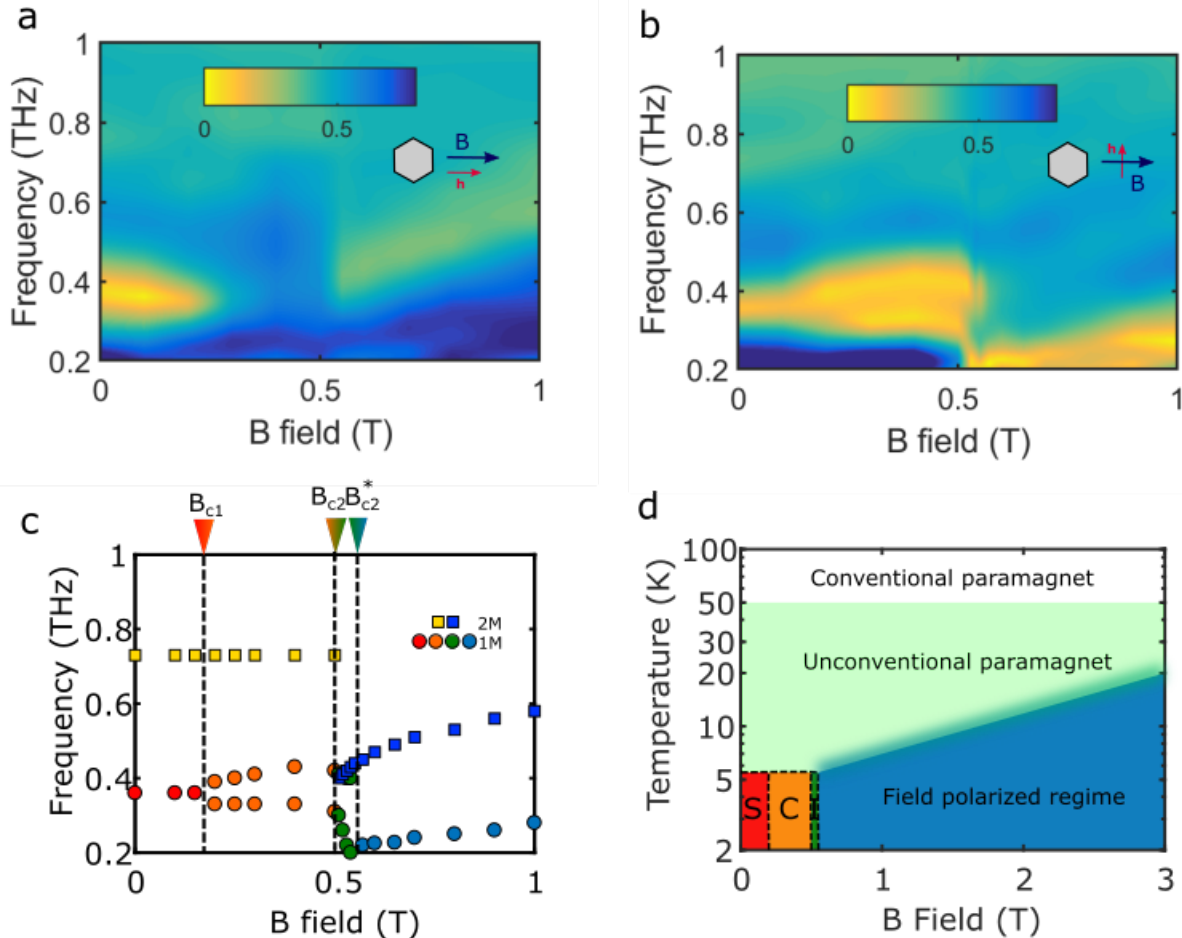 a
1
0.8
0.6
0.4
0.2
Frequency (THz)
0 0.5
B
h
0 0.5 1
B field (T)
b
1
0.8
0.6
0.4
0.2
Frequency (THz)
0 0.5
h
B
0 0.5 1
B field (T)
c
Bc1 Bc2 B*c2
1
0.8
0.6
0.4
0.2
Frequency (THz)
2M
1M
0 0.5 1
B field (T)
d
100
50
30
20
10
5
2
Temperature (K)
Conventional paramagnet
Unconventional paramagnet
Field polarized regime
S C I
0 1 2 3
B Field (T)